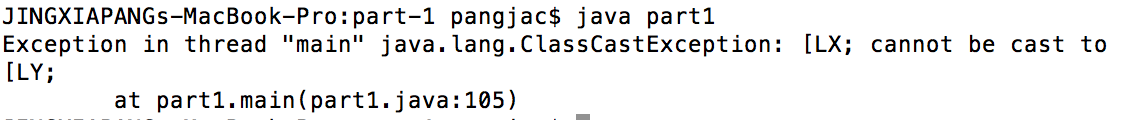 JINGXIAPANGs-MacBook-Pro:part-1 pangjac$ java part1
Exception in thread "main" java.lang.ClassCastException: [LX; cannot be cast to
[LY;
        at part1.main(part1.java:105)